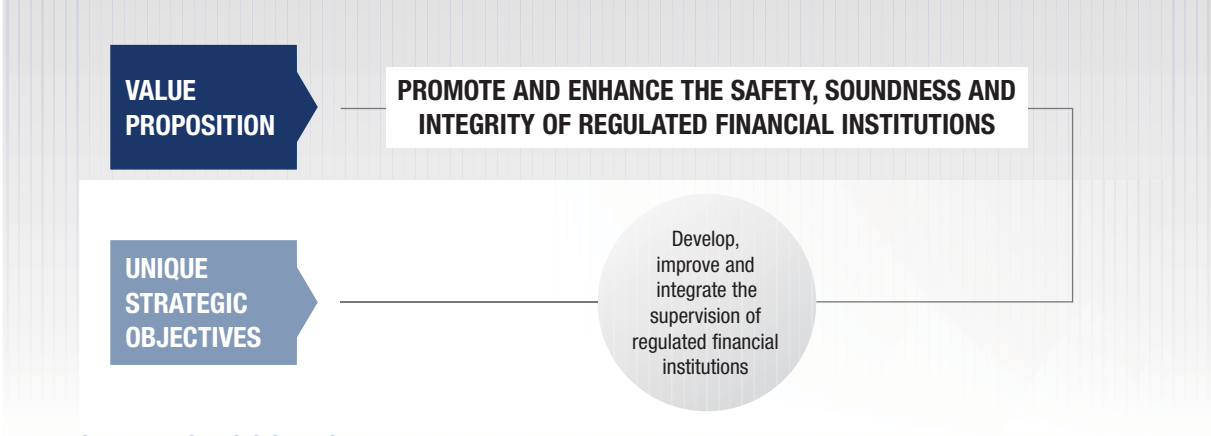 VALUE
PROPOSITION
PROMOTE AND ENHANCE THE SAFETY, SOUNDNESS AND
INTEGRITY OF REGULATED FINANCIAL INSTITUTIONS
UNIQUE
STRATEGIC
OBJECTIVES
Develop,
improve and
integrate the
supervision of
regulated financial
institutions